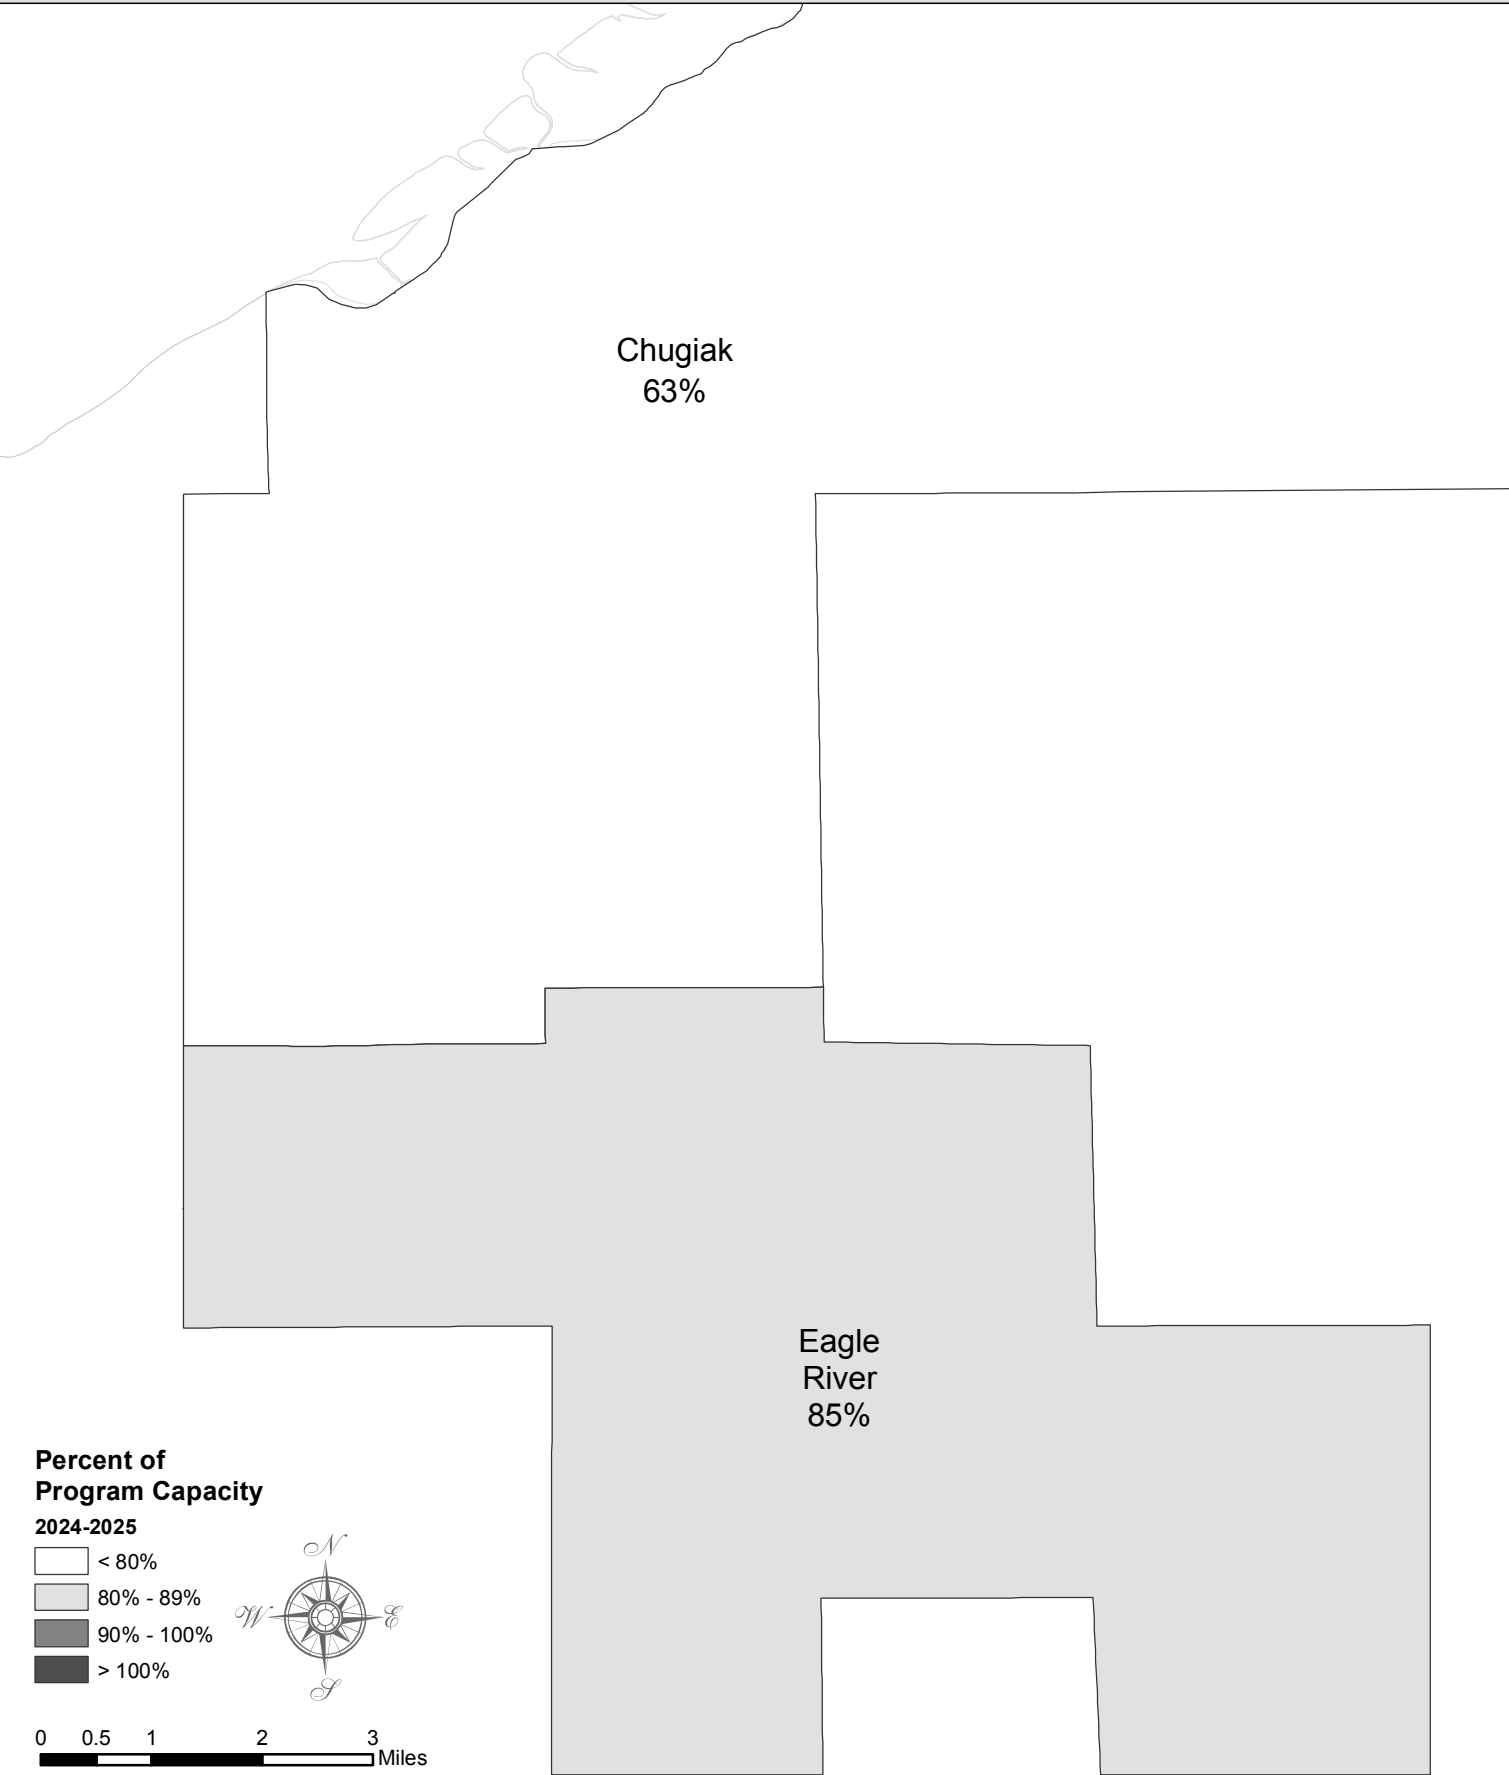 Chugiak
63%
Eagle
River
85%
Percent of
Program Capacity
2024-2025
< 80%
80% - 89%
90% - 100%
> 100%
N
W E
S
0 0.5 1 2 3
Miles